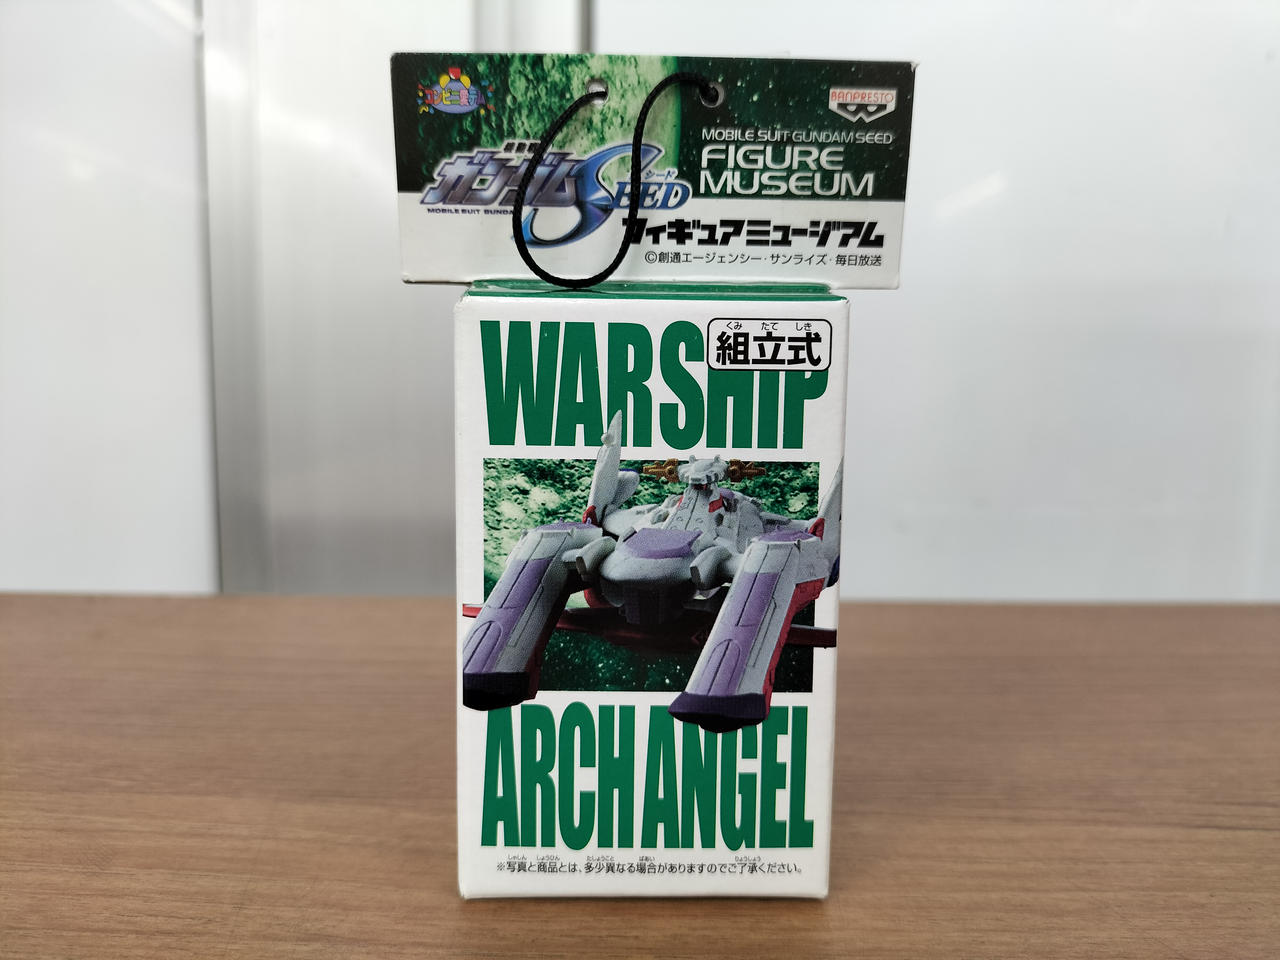 コンビニ景デム
BANPRESTO
ガンダムSEED
シード
MOBILE SUIT
MOBILE SUIT GUNDAM SEED
FIGURE
MUSEUM
フィギュアミュージアム
©創通エージェンシー・サンライズ・毎日放送
WARSHIP
くみ たて しき
組立式
ARCHANGEL
しゃしん しょうひん たしょうこと ばあい りょうしょう
※写真と商品とは、多少異なる場合がありますのでご了承ください。